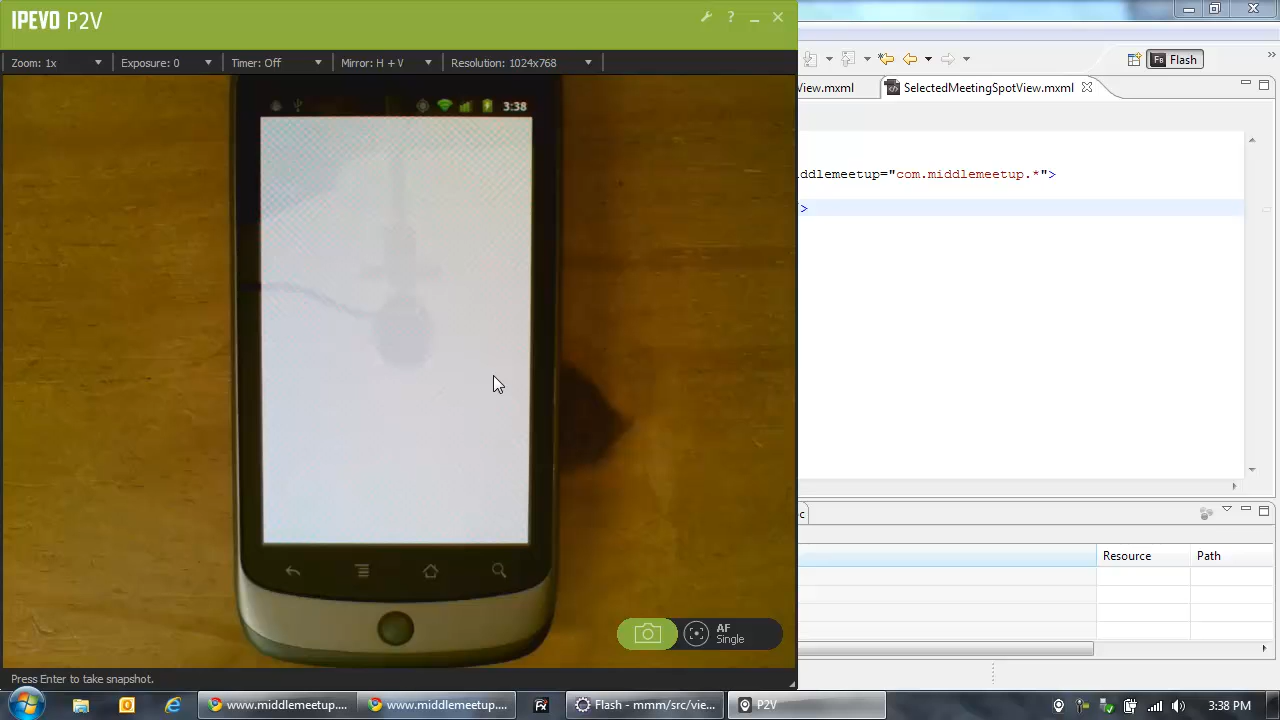 IPEVO P2V
Zoom: 1x
Exposure: 0
Timer: Off
Mirror: H + V
Resolution: 1024x768
Flash
View.mxml
SelectedMeetingSpotView.mxml
3:38
ddlemeetup="com.middlemeetup.*">
/>
Resource
Path
AF
Single
Press Enter to take snapshot.
www.middlemeetup....
www.middlemeetup....
Flash - mmm/src/vie...
P2V
3:38 PM